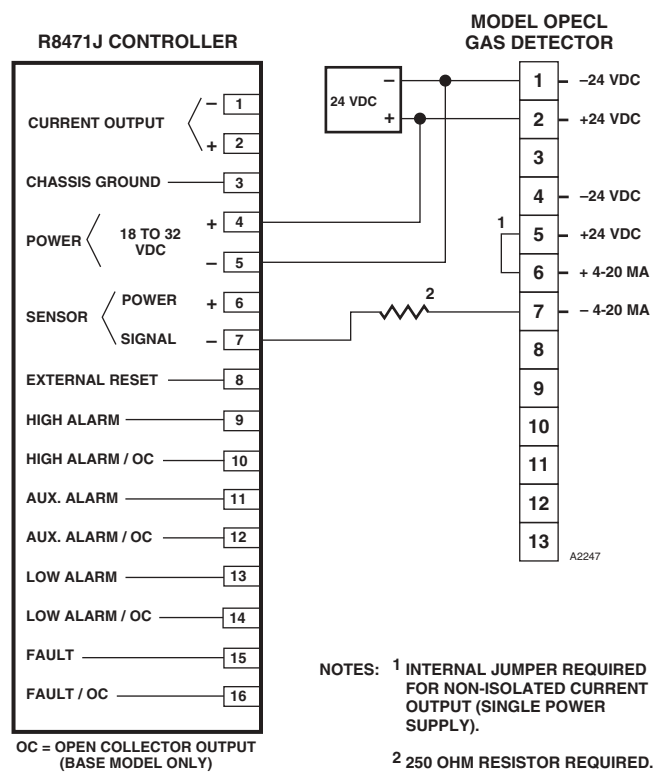 MODEL OPECL
GAS DETECTOR
R8471J CONTROLLER
CURRENT OUTPUT
– 1
+ 2
CHASSIS GROUND 3
POWER
18 TO 32
VDC
+ 4
– 5
SENSOR
POWER + 6
SIGNAL – 7
EXTERNAL RESET 8
HIGH ALARM 9
HIGH ALARM / OC 10
AUX. ALARM 11
AUX. ALARM / OC 12
LOW ALARM 13
LOW ALARM / OC 14
FAULT 15
FAULT / OC 16
OC = OPEN COLLECTOR OUTPUT
(BASE MODEL ONLY)
24 VDC
–
+
1 –24 VDC
2 +24 VDC
3
4 –24 VDC
1
5 +24 VDC
6 + 4-20 MA
2
7 – 4-20 MA
8
9
10
11
12
13
A2247
NOTES: 1 INTERNAL JUMPER REQUIRED
FOR NON-ISOLATED CURRENT
OUTPUT (SINGLE POWER
SUPPLY).
2 250 OHM RESISTOR REQUIRED.